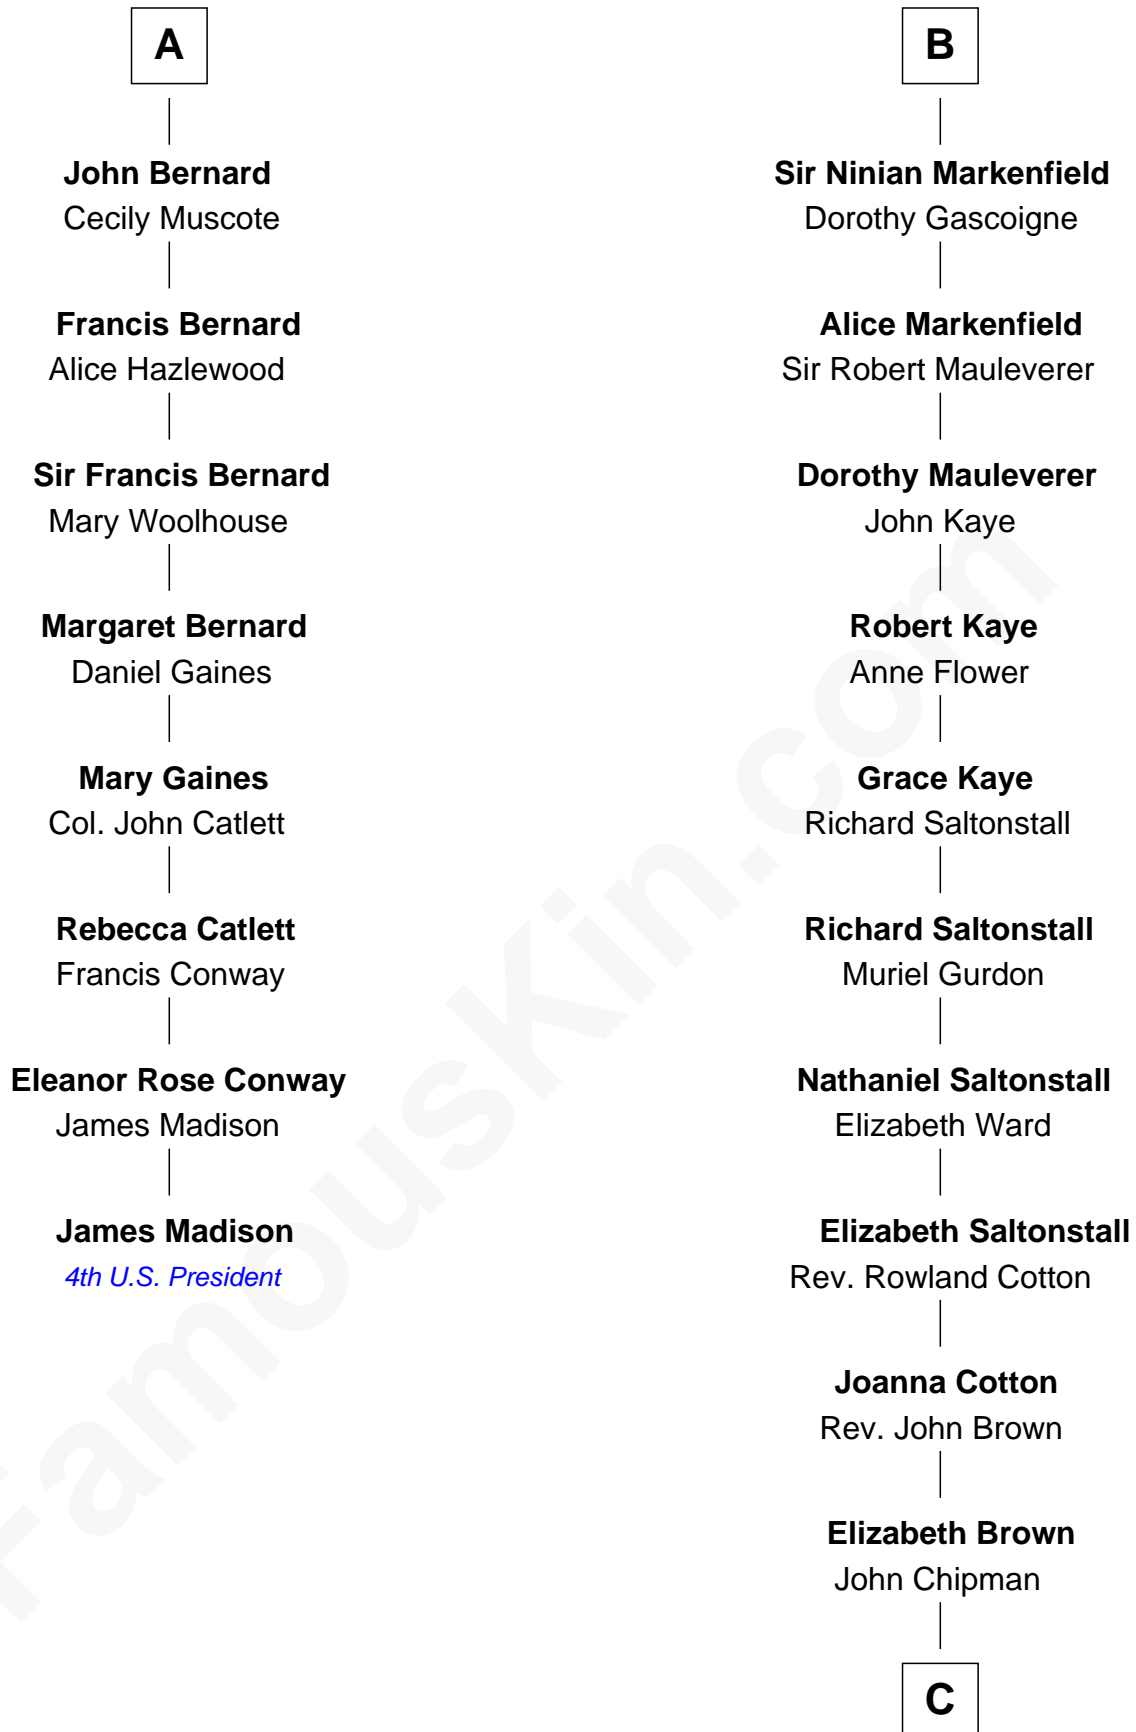 A
John Bernard
Cecily Muscote
Francis Bernard
Alice Hazlewood
Sir Francis Bernard
Mary Woolhouse
Margaret Bernard
Daniel Gaines
Mary Gaines
Col. John Catlett
Rebecca Catlett
Francis Conway
Eleanor Rose Conway
James Madison
James Madison
4th U.S. President
B
Sir Ninian Markenfield
Dorothy Gascoigne
Alice Markenfield
Sir Robert Mauleverer
Dorothy Mauleverer
John Kaye
Robert Kaye
Anne Flower
Grace Kaye
Richard Saltonstall
Richard Saltonstall
Muriel Gurdon
Nathaniel Saltonstall
Elizabeth Ward
Elizabeth Saltonstall
Rev. Rowland Cotton
Joanna Cotton
Rev. John Brown
Elizabeth Brown
John Chipman
C
FamousKin.com